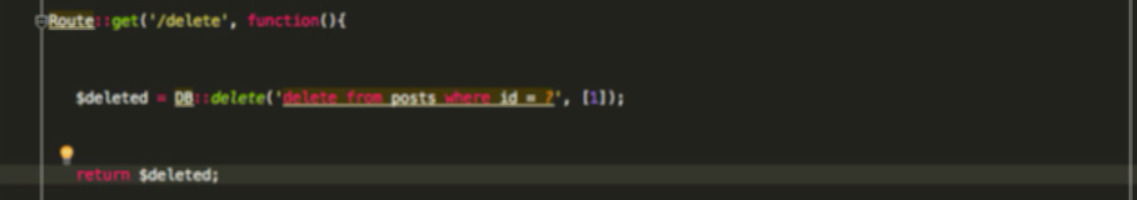 Route::get('/delete', function(){
$deleted = DB::delete('delete from posts where id = ?', [1]);
return $deleted;